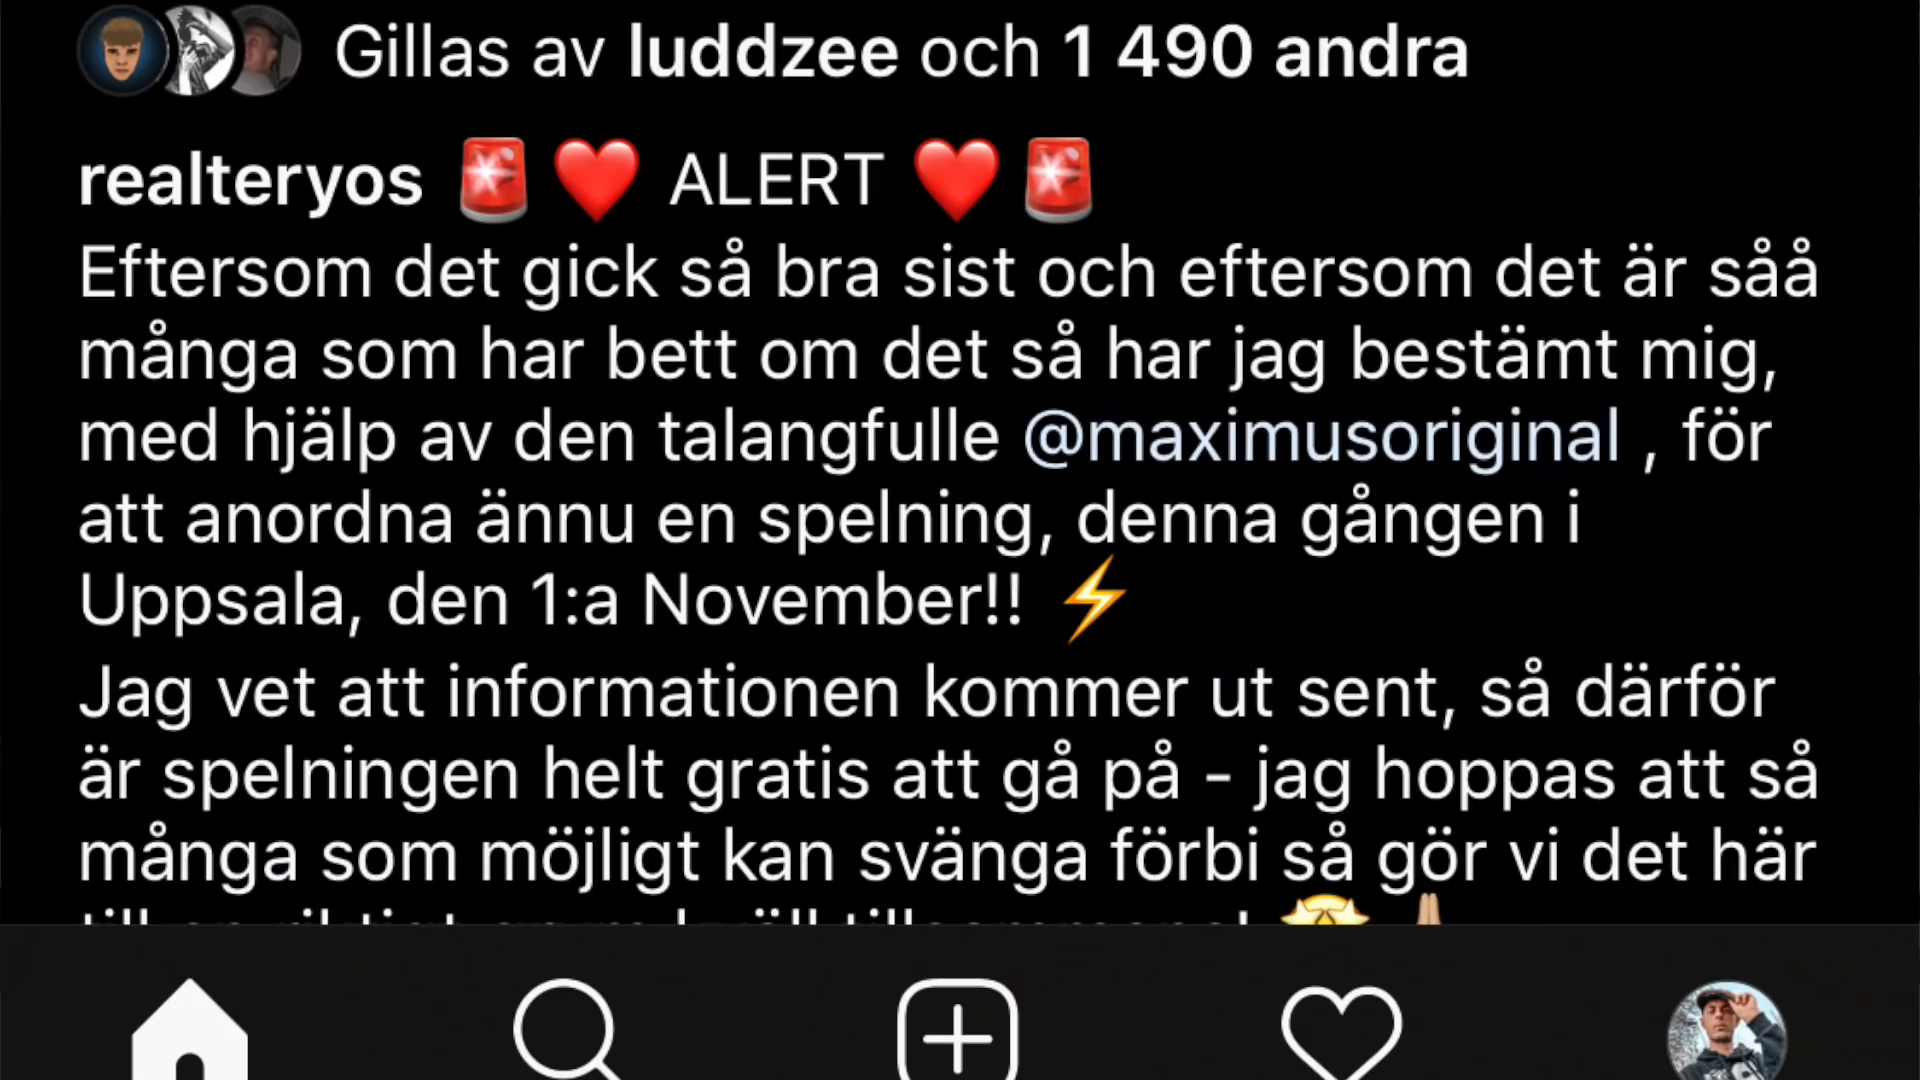 Gillas av luddzee och 1 490 andra
realteryos 🚨❤️ ALERT ❤️🚨
Eftersom det gick så bra sist och eftersom det är såå
många som har bett om det så har jag bestämt mig,
med hjälp av den talangfulle @maximusoriginal , för
att anordna ännu en spelning, denna gången i
Uppsala, den 1:a November!! ⚡
Jag vet att informationen kommer ut sent, så därför
är spelningen helt gratis att gå på - jag hoppas att så
många som möjligt kan svänga förbi så gör vi det här